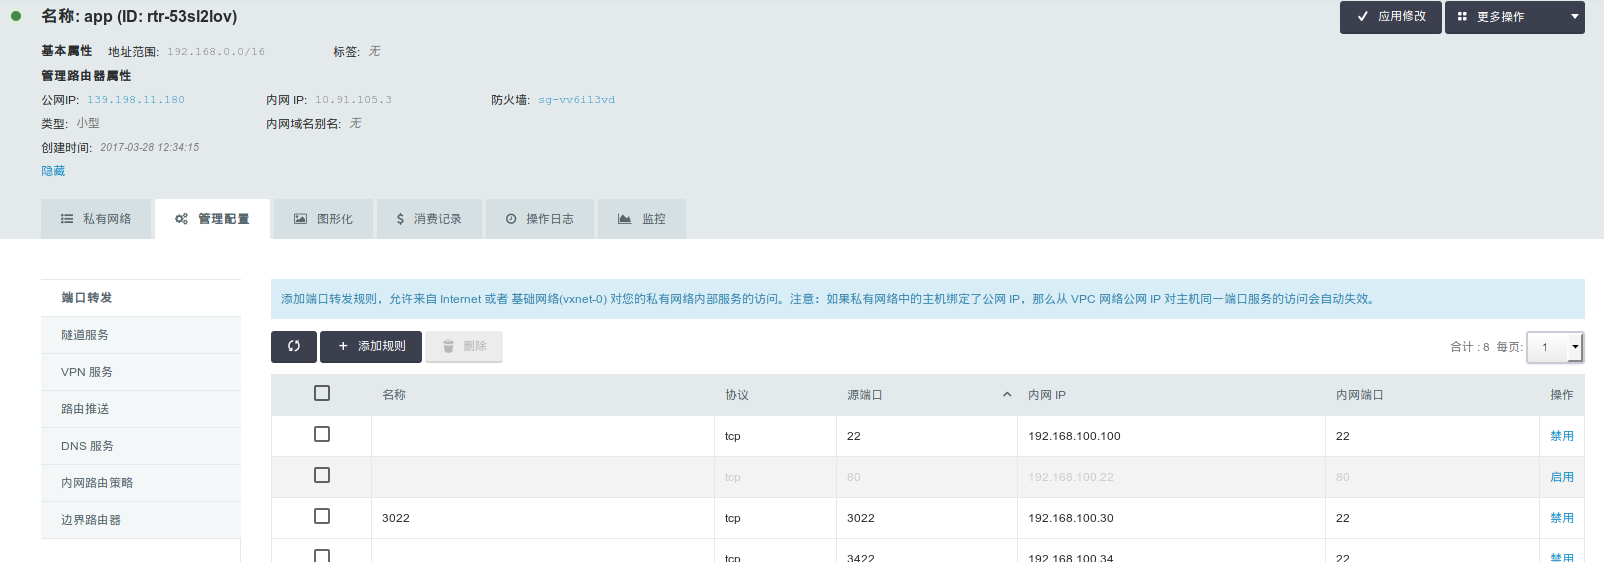 名称: app (ID: rtr-53sl2lov)
应用修改 更多操作
基本属性 地址范围: 192.168.0.0/16 标签: 无
管理路由器属性
公网IP: 139.198.11.180 内网 IP: 10.91.105.3 防火墙: sg-vv6i13vd
类型: 小型 内网域名别名: 无
创建时间: 2017-03-28 12:34:15
隐藏
私有网络 管理配置 图形化 消费记录 操作日志 监控
端口转发
隧道服务
VPN 服务
路由推送
DNS 服务
内网路由策略
边界路由器
添加端口转发规则，允许来自 Internet 或者 基础网络(vxnet-0) 对您的私有网络内部服务的访问。注意：如果私有网络中的主机绑定了公网 IP，那么从 VPC 网络公网 IP 对主机同一端口服务的访问会自动失效。
+ 添加规则 删除 合计 : 8 每页: 1
名称 协议 源端口 内网 IP 内网端口 操作
tcp 22 192.168.100.100 22 禁用
tcp 80 192.168.100.22 80 启用
3022 tcp 3022 192.168.100.30 22 禁用
tcp 3422 192.168.100.34 22 禁用